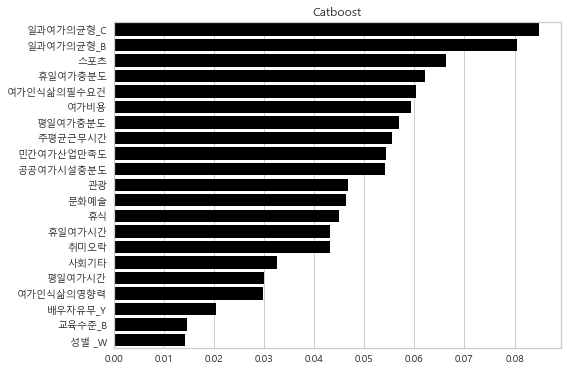 Catboost
일과여가의균형_C
일과여가의균형_B
스포츠
휴일여가충분도
여가인식삶의필수요건
여가비용
평일여가충분도
주평균근무시간
민간여가산업만족도
공공여가시설충분도
관광
문화예술
휴식
휴일여가시간
취미오락
사회기타
평일여가시간
여가인식삶의영향력
배우자유무_Y
교육수준_B
성별 _W
0.00 0.01 0.02 0.03 0.04 0.05 0.06 0.07 0.08